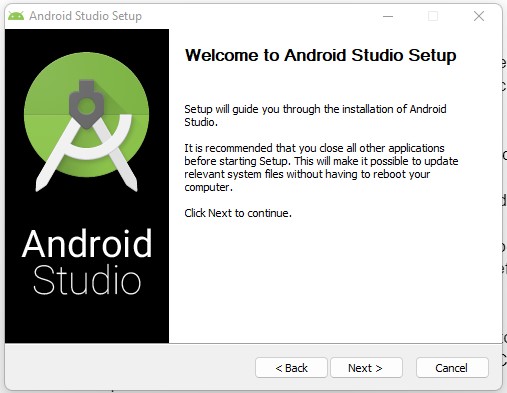 Android Studio Setup
Welcome to Android Studio Setup
Setup will guide you through the installation of Android
Studio.
It is recommended that you close all other applications
before starting Setup. This will make it possible to update
relevant system files without having to reboot your
computer.
Click Next to continue.
Android
Studio
< Back
Next >
Cancel